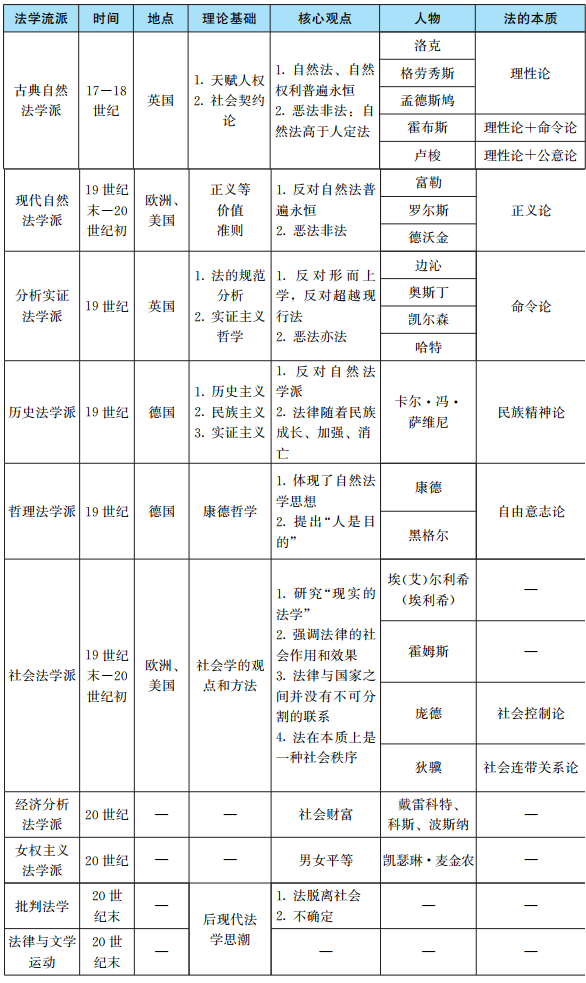 法学流派 时间 地点 理论基础 核心观点 人物 法的本质
古典自然
法学派
17—18
世纪
英国
1. 天赋人权
2. 社会契约
论
1. 自然法、自然
权利普遍永恒
2. 恶法非法；自
然法高于人定法
洛克
格劳秀斯
孟德斯鸠
理性论
霍布斯
理性论＋命令论
卢梭
理性论＋公意论
现代自然
法学派
19 世纪
末—20
世纪初
欧洲、
美国
正义等
价值
准则
1. 反对自然法普
遍永恒
2. 恶法非法
富勒
罗尔斯
德沃金
正义论
分析实证
法学派
19 世纪
英国
1. 法的规范
分析
2. 实证主义
哲学
1. 反对形而上
学，反对超越现
行法
2. 恶法亦法
边沁
奥斯丁
凯尔森
哈特
命令论
历史法学派
19 世纪
德国
1. 历史主义
2. 民族主义
3. 实证主义
1. 反对自然法
学派
2. 法律随着民族
成长、加强、消
亡
卡尔·冯·
萨维尼
民族精神论
哲理法学派
19 世纪
德国
康德哲学
1. 体现了自然法
学思想
2. 提出“人是目
的”
康德
黑格尔
自由意志论
社会法学派
19 世纪
末—20
世纪初
欧洲、
美国
社会学的观
点和方法
1. 研究“现实的
法学”
2. 强调法律的社
会作用和效果
3. 法律与国家之
间并没有不可分
割的联系
4. 法在本质上是
一种社会秩序
埃(艾)尔利希
（埃利希）
—
霍姆斯
—
庞德
社会控制论
狄骥
社会连带关系论
经济分析
法学派
20 世纪
—
—
社会财富
戴雷科特、
科斯、波斯纳
—
女权主义
法学派
20 世纪
—
—
男女平等
凯瑟琳·麦金农
—
批判法学
20 世
纪末
—
后现代法
学思潮
1. 法脱离社会
2. 不确定
—
—
法律与文学
运动
20 世
纪末
—
—
—
—